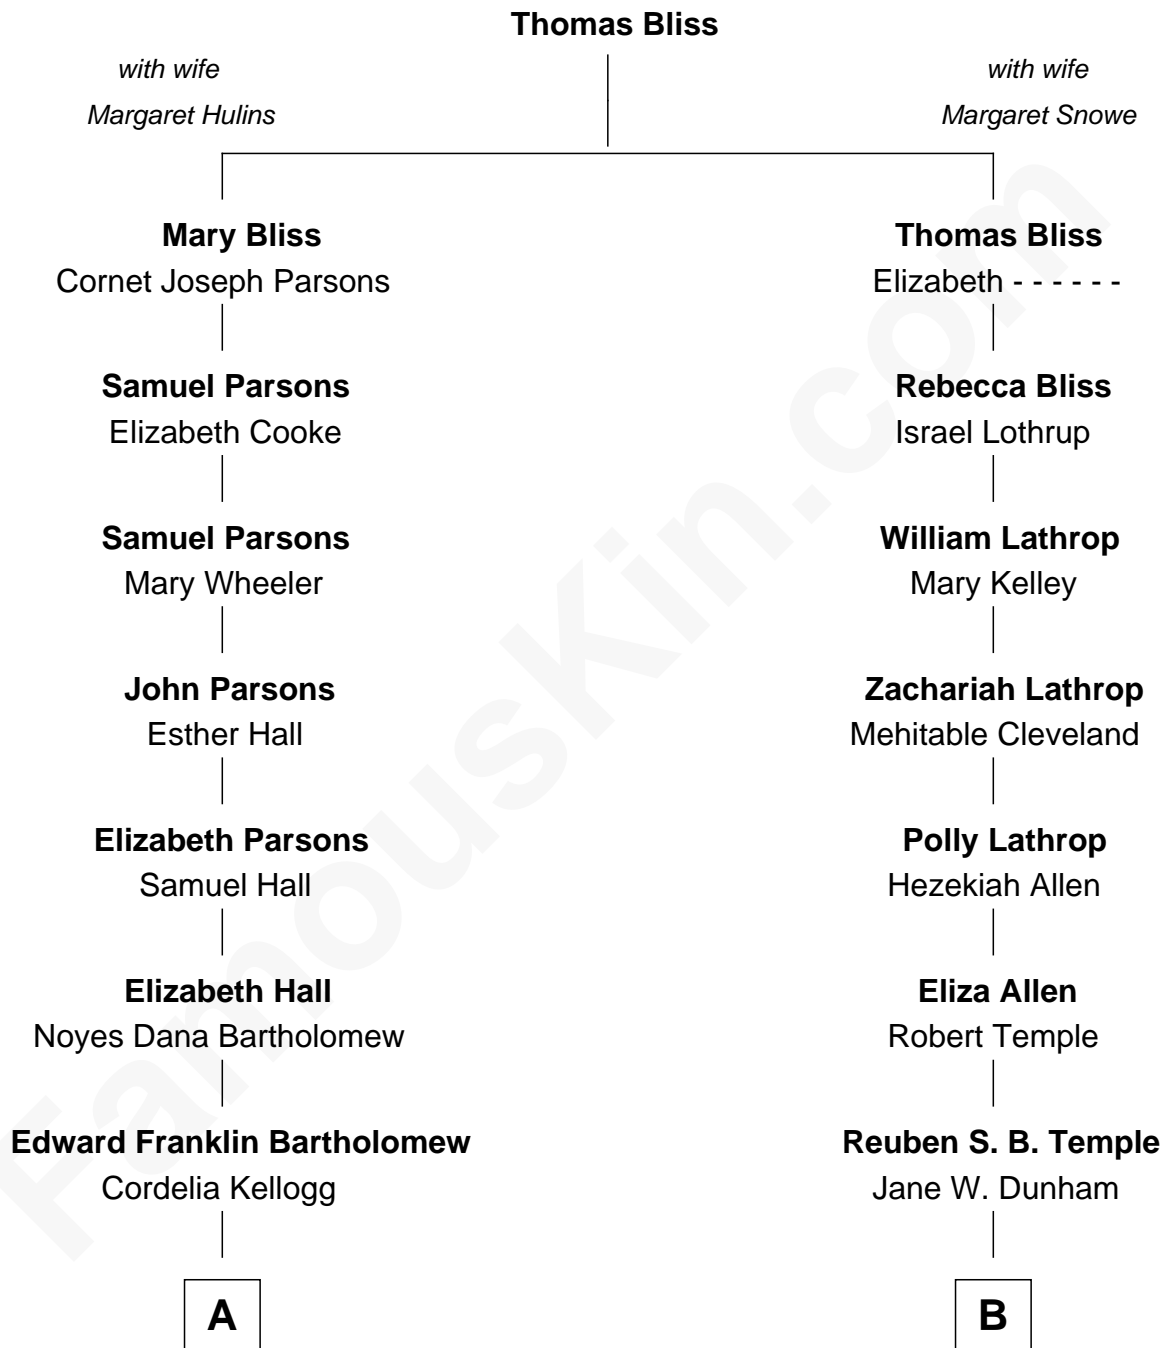 Thomas Bliss
with wife
Margaret Hulins
with wife
Margaret Snowe
Mary Bliss
Cornet Joseph Parsons
Thomas Bliss
Elizabeth - - - - - -
Samuel Parsons
Elizabeth Cooke
Rebecca Bliss
Israel Lothrup
Samuel Parsons
Mary Wheeler
William Lathrop
Mary Kelley
John Parsons
Esther Hall
Zachariah Lathrop
Mehitable Cleveland
Elizabeth Parsons
Samuel Hall
Polly Lathrop
Hezekiah Allen
Elizabeth Hall
Noyes Dana Bartholomew
Eliza Allen
Robert Temple
Edward Franklin Bartholomew
Cordelia Kellogg
Reuben S. B. Temple
Jane W. Dunham
A
B
FamousKin.com